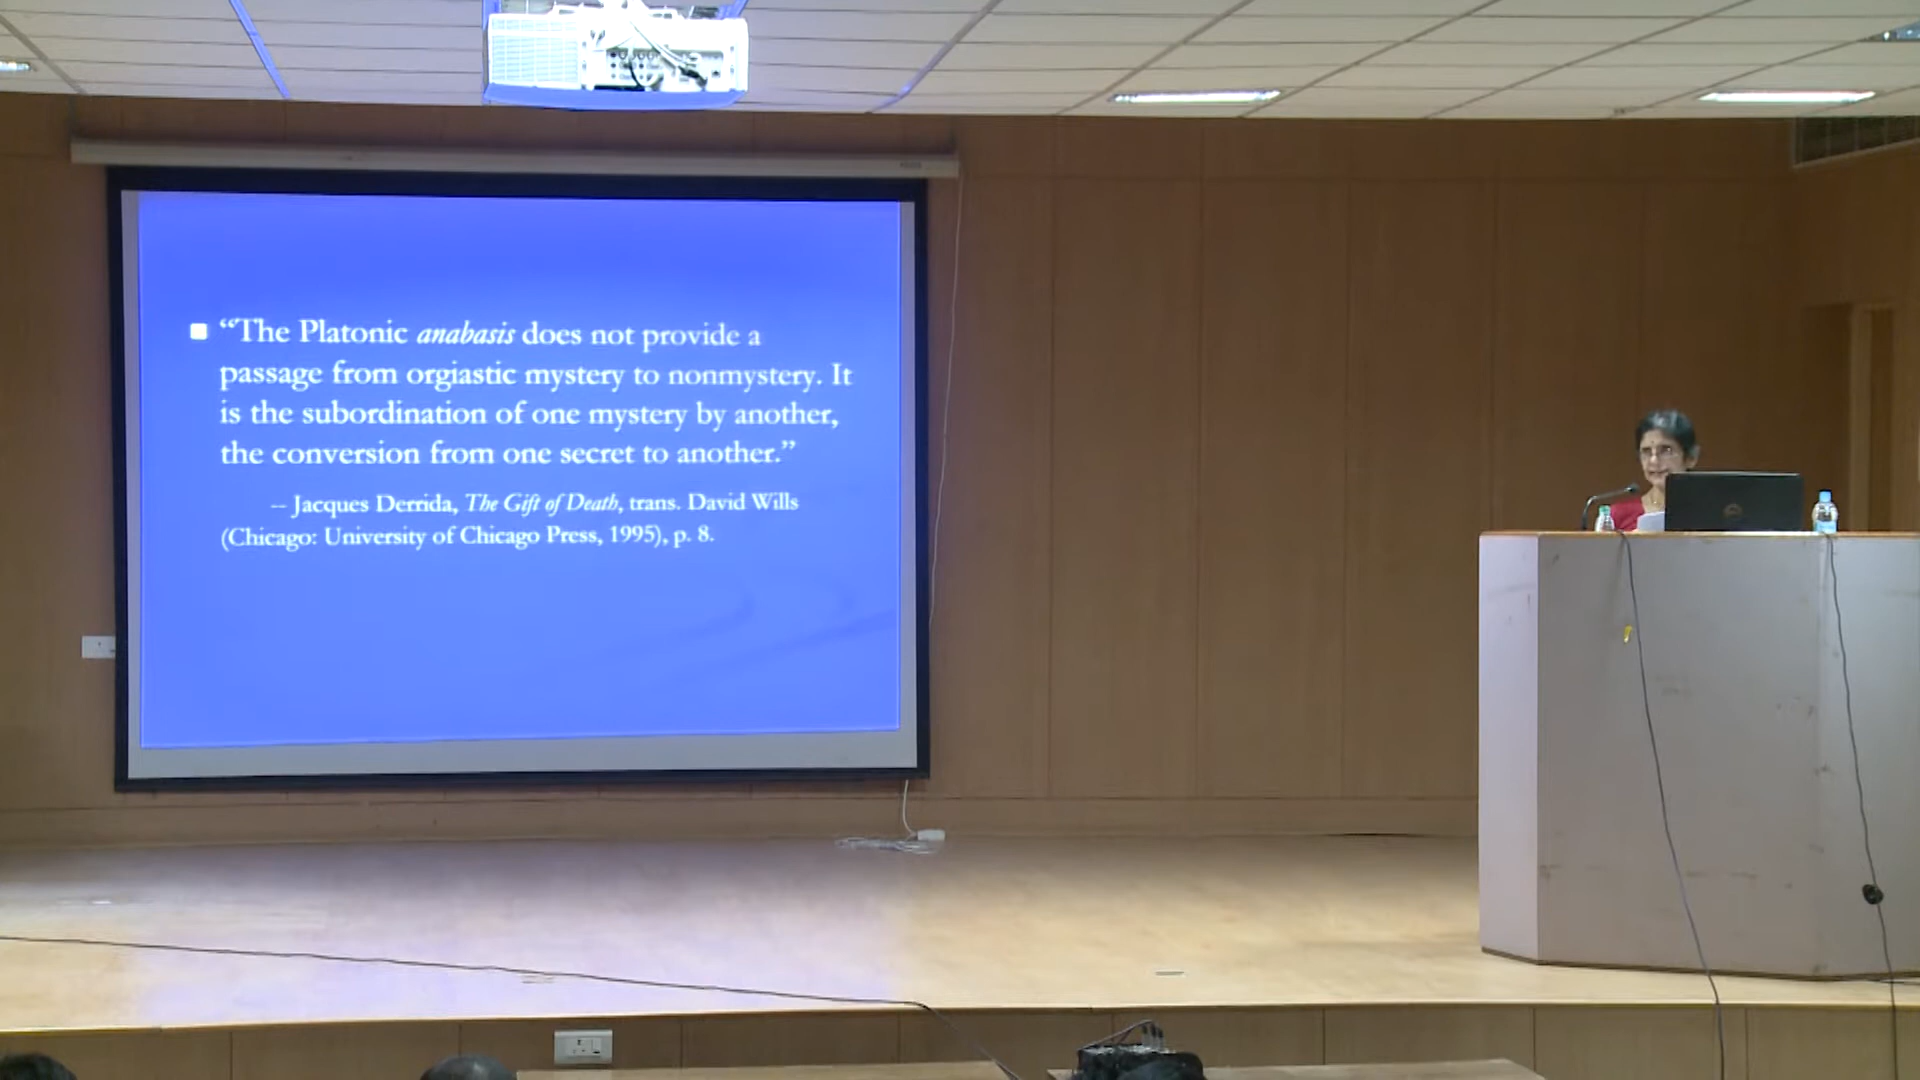 “The Platonic anabasis does not provide a
passage from orgiastic mystery to nonmystery. It
is the subordination of one mystery by another,
the conversion from one secret to another.”
– Jacques Derrida, The Gift of Death, trans. David Wills
(Chicago: University of Chicago Press, 1995), p. 8.